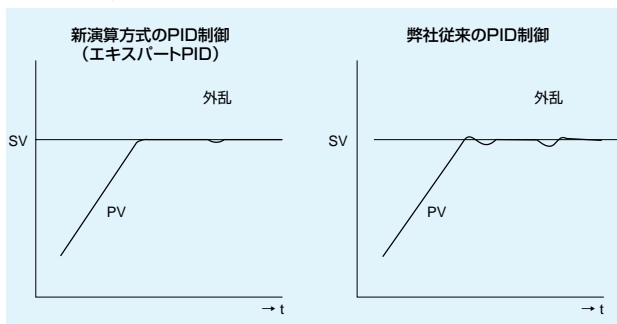 新演算方式のPID制御
（エキスパートPID）
外乱
SV
PV
→ t
弊社従来のPID制御
外乱
SV
PV
→ t